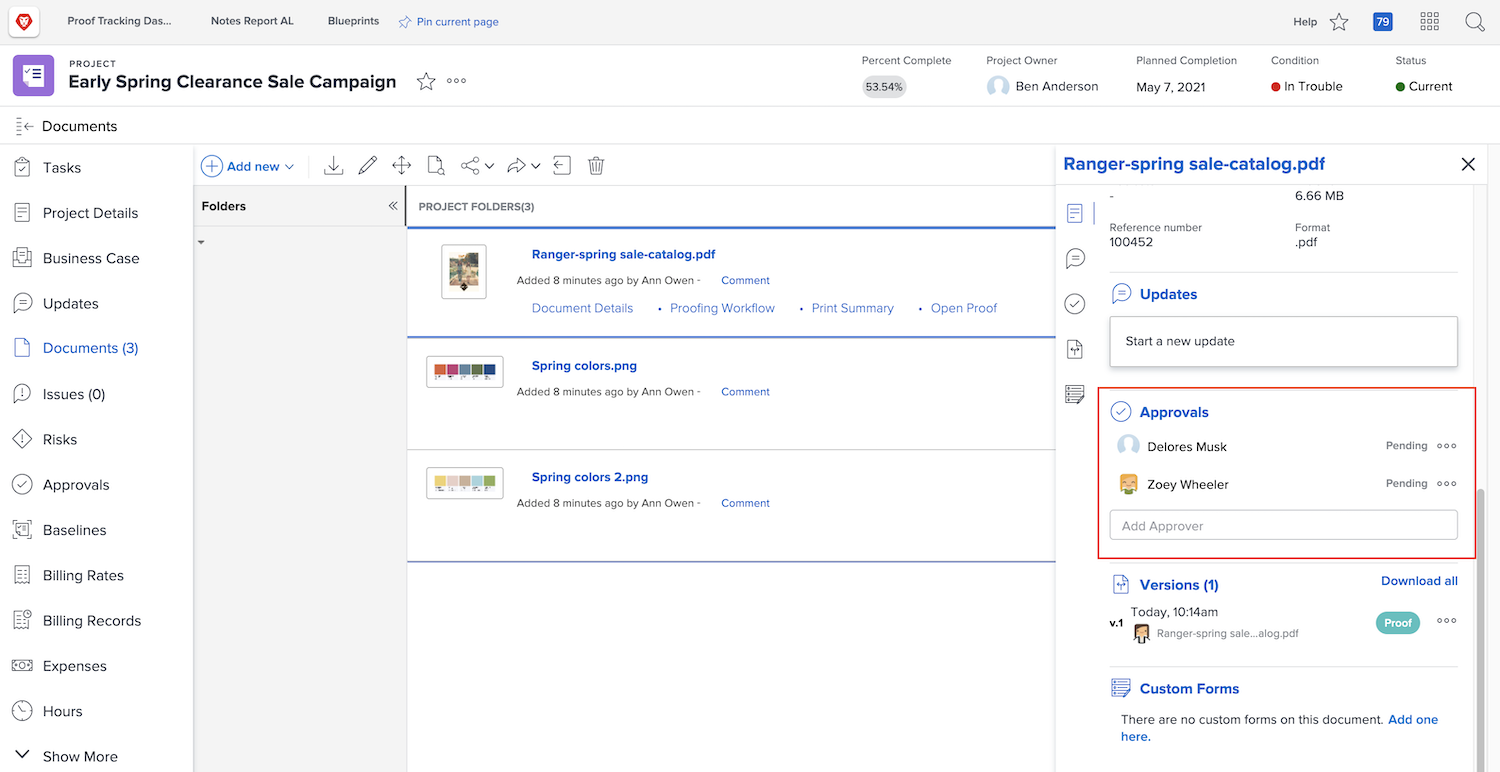 Proof Tracking Das...
Notes Report AL
Blueprints
Pin current page
Help
79
PROJECT
Early Spring Clearance Sale Campaign
Percent Complete
53.54%
Project Owner
Ben Anderson
Planned Completion
May 7, 2021
Condition
In Trouble
Status
Current
Documents
Tasks
Project Details
Business Case
Updates
Documents (3)
Issues (0)
Risks
Approvals
Baselines
Billing Rates
Billing Records
Expenses
Hours
Show More
Add new
Folders
PROJECT FOLDERS(3)
Ranger-spring sale-catalog.pdf
Added 8 minutes ago by Ann Owen - Comment
Document Details • Proofing Workflow • Print Summary • Open Proof
Spring colors.png
Added 8 minutes ago by Ann Owen - Comment
Spring colors 2.png
Added 8 minutes ago by Ann Owen - Comment
Ranger-spring sale-catalog.pdf
- 6.66 MB
Reference number
100452
Format
.pdf
Updates
Start a new update
Approvals
Delores Musk Pending
Zoey Wheeler Pending
Add Approver
Versions (1) Download all
v.1 Today, 10:14am
Ranger-spring sale...alog.pdf
Proof
Custom Forms
There are no custom forms on this document. Add one
here.